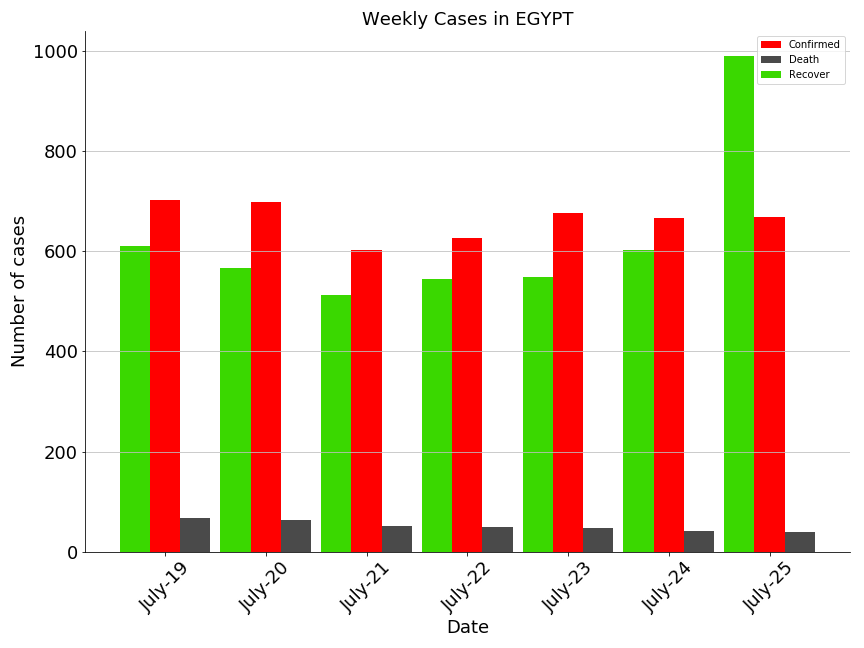 Weekly Cases in EGYPT
Confirmed
Death
Recover
Number of cases
1000
800
600
400
200
0
July-19
July-20
July-21
July-22
July-23
July-24
July-25
Date